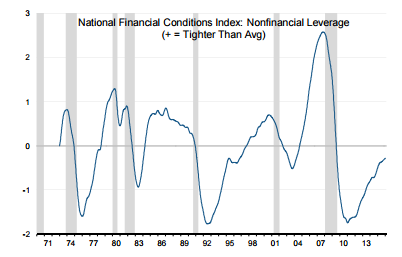 National Financial Conditions Index: Nonfinancial Leverage
(+ = Tighter Than Avg)
3
2
1
0
-1
-2
71 74 77 80 83 86 89 92 95 98 01 04 07 10 13